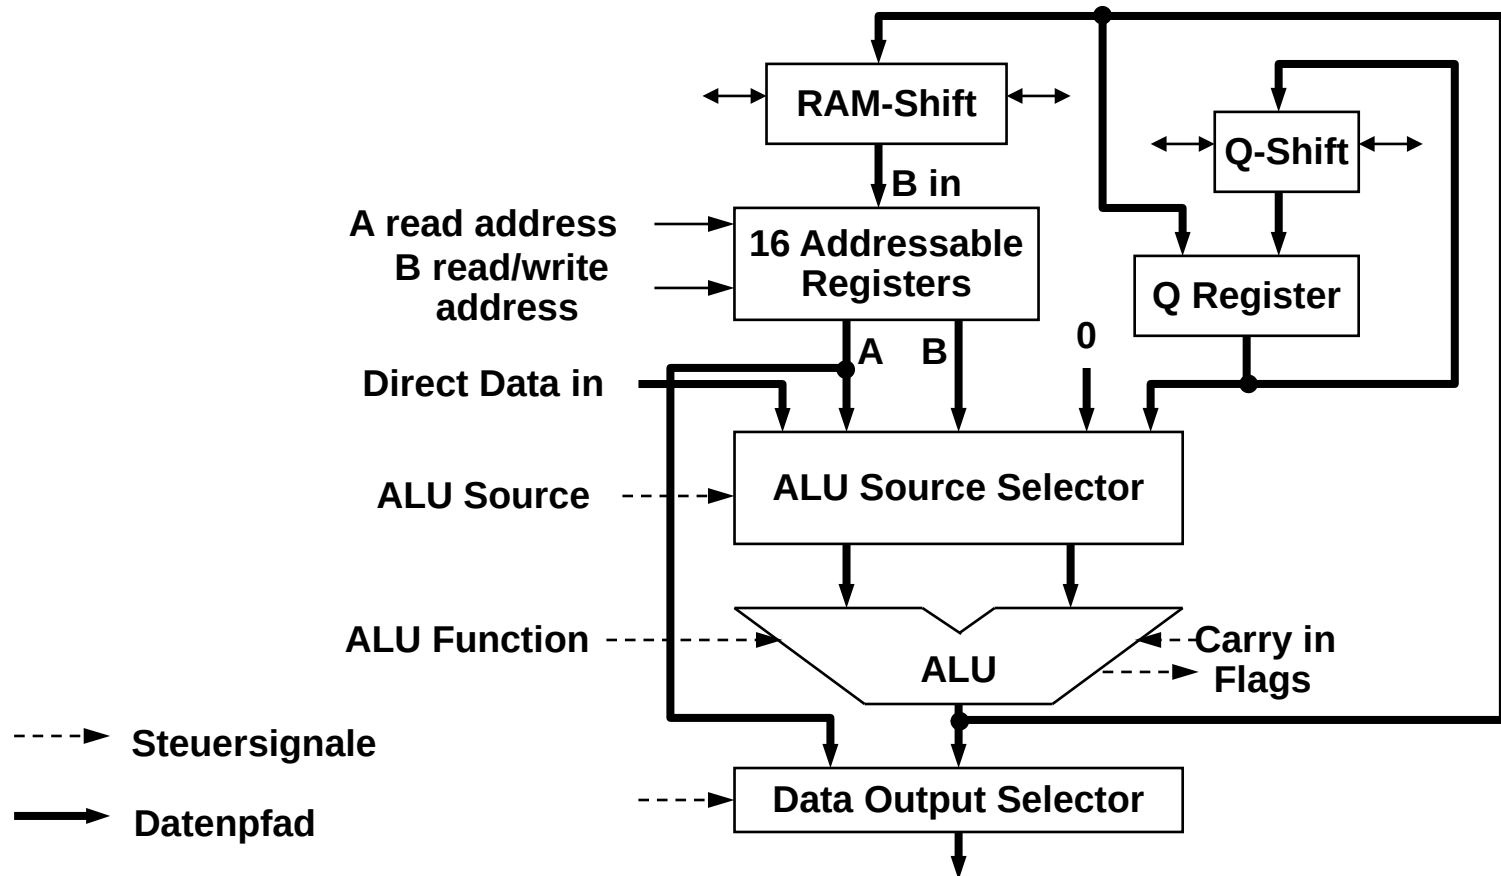 RAM-Shift
Q-Shift
B in
A read address
16 Addressable
Registers
B read/write
address
Q Register
0
A
B
Direct Data in
ALU Source
ALU Source Selector
ALU Function
Carry in
ALU
Flags
Steuersignale
Data Output Selector
Datenpfad